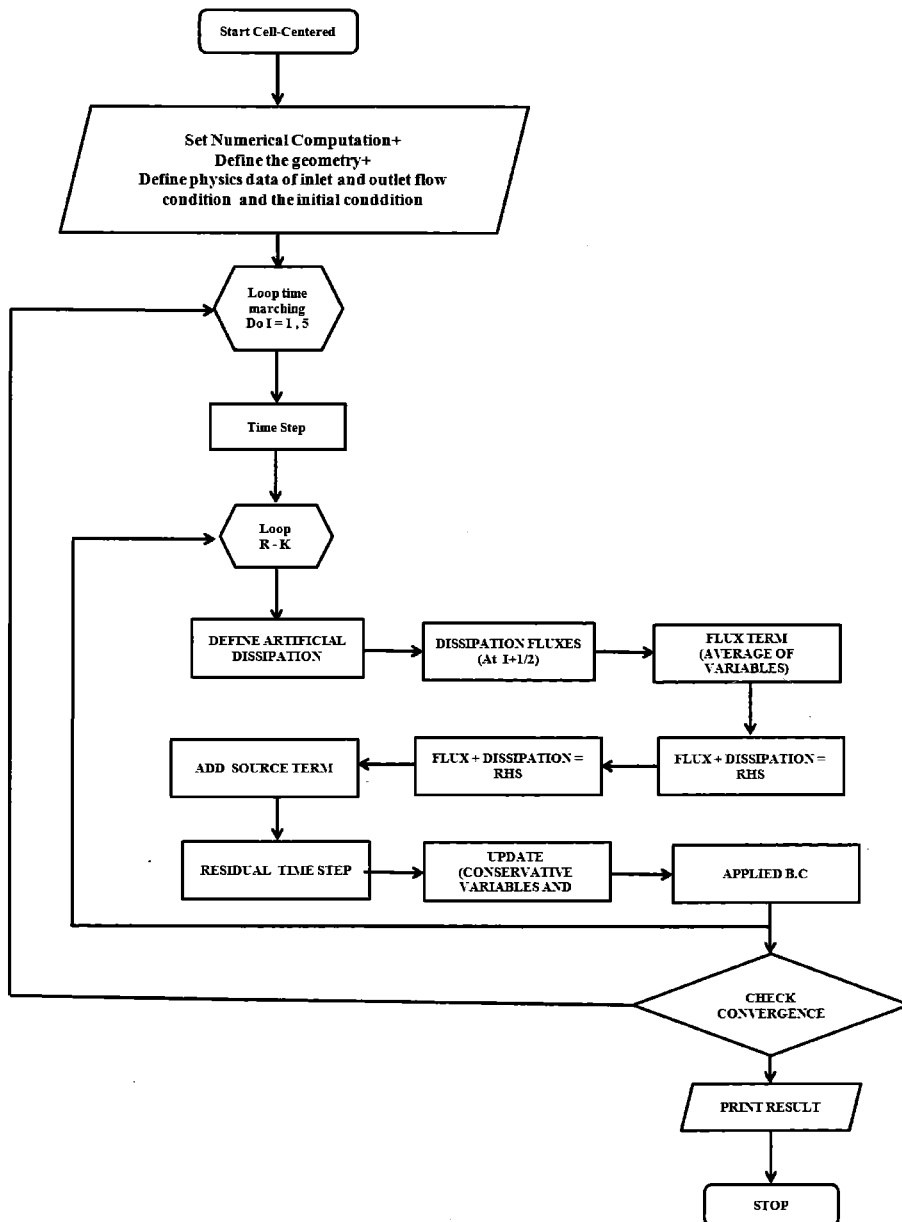 Start Cell-Centered
Set Numerical Computation+
Define the geometry+
Define physics data of inlet and outlet flow
condition and the initial conddition
Loop time
marching
Do I = 1 , 5
Time Step
Loop
R - K
DEFINE ARTIFICIAL
DISSIPATION
DISSIPATION FLUXES
(At I+1/2)
FLUX TERM
(AVERAGE OF
VARIABLES)
ADD SOURCE TERM
FLUX + DISSIPATION =
RHS
FLUX + DISSIPATION =
RHS
RESIDUAL TIME STEP
UPDATE
(CONSERVATIVE
VARIABLES AND
APPLIED B.C
CHECK
CONVERGENCE
PRINT RESULT
STOP